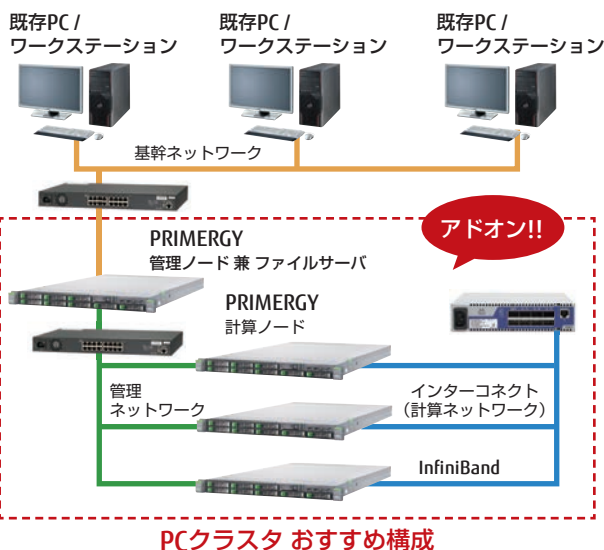 既存PC /
ワークステーション
既存PC /
ワークステーション
既存PC /
ワークステーション
基幹ネットワーク
アドオン!!
PRIMERGY
管理ノード 兼 ファイルサーバ
PRIMERGY
計算ノード
管理
ネットワーク
インターコネクト
（計算ネットワーク）
InfiniBand
PCクラスタ おすすめ構成